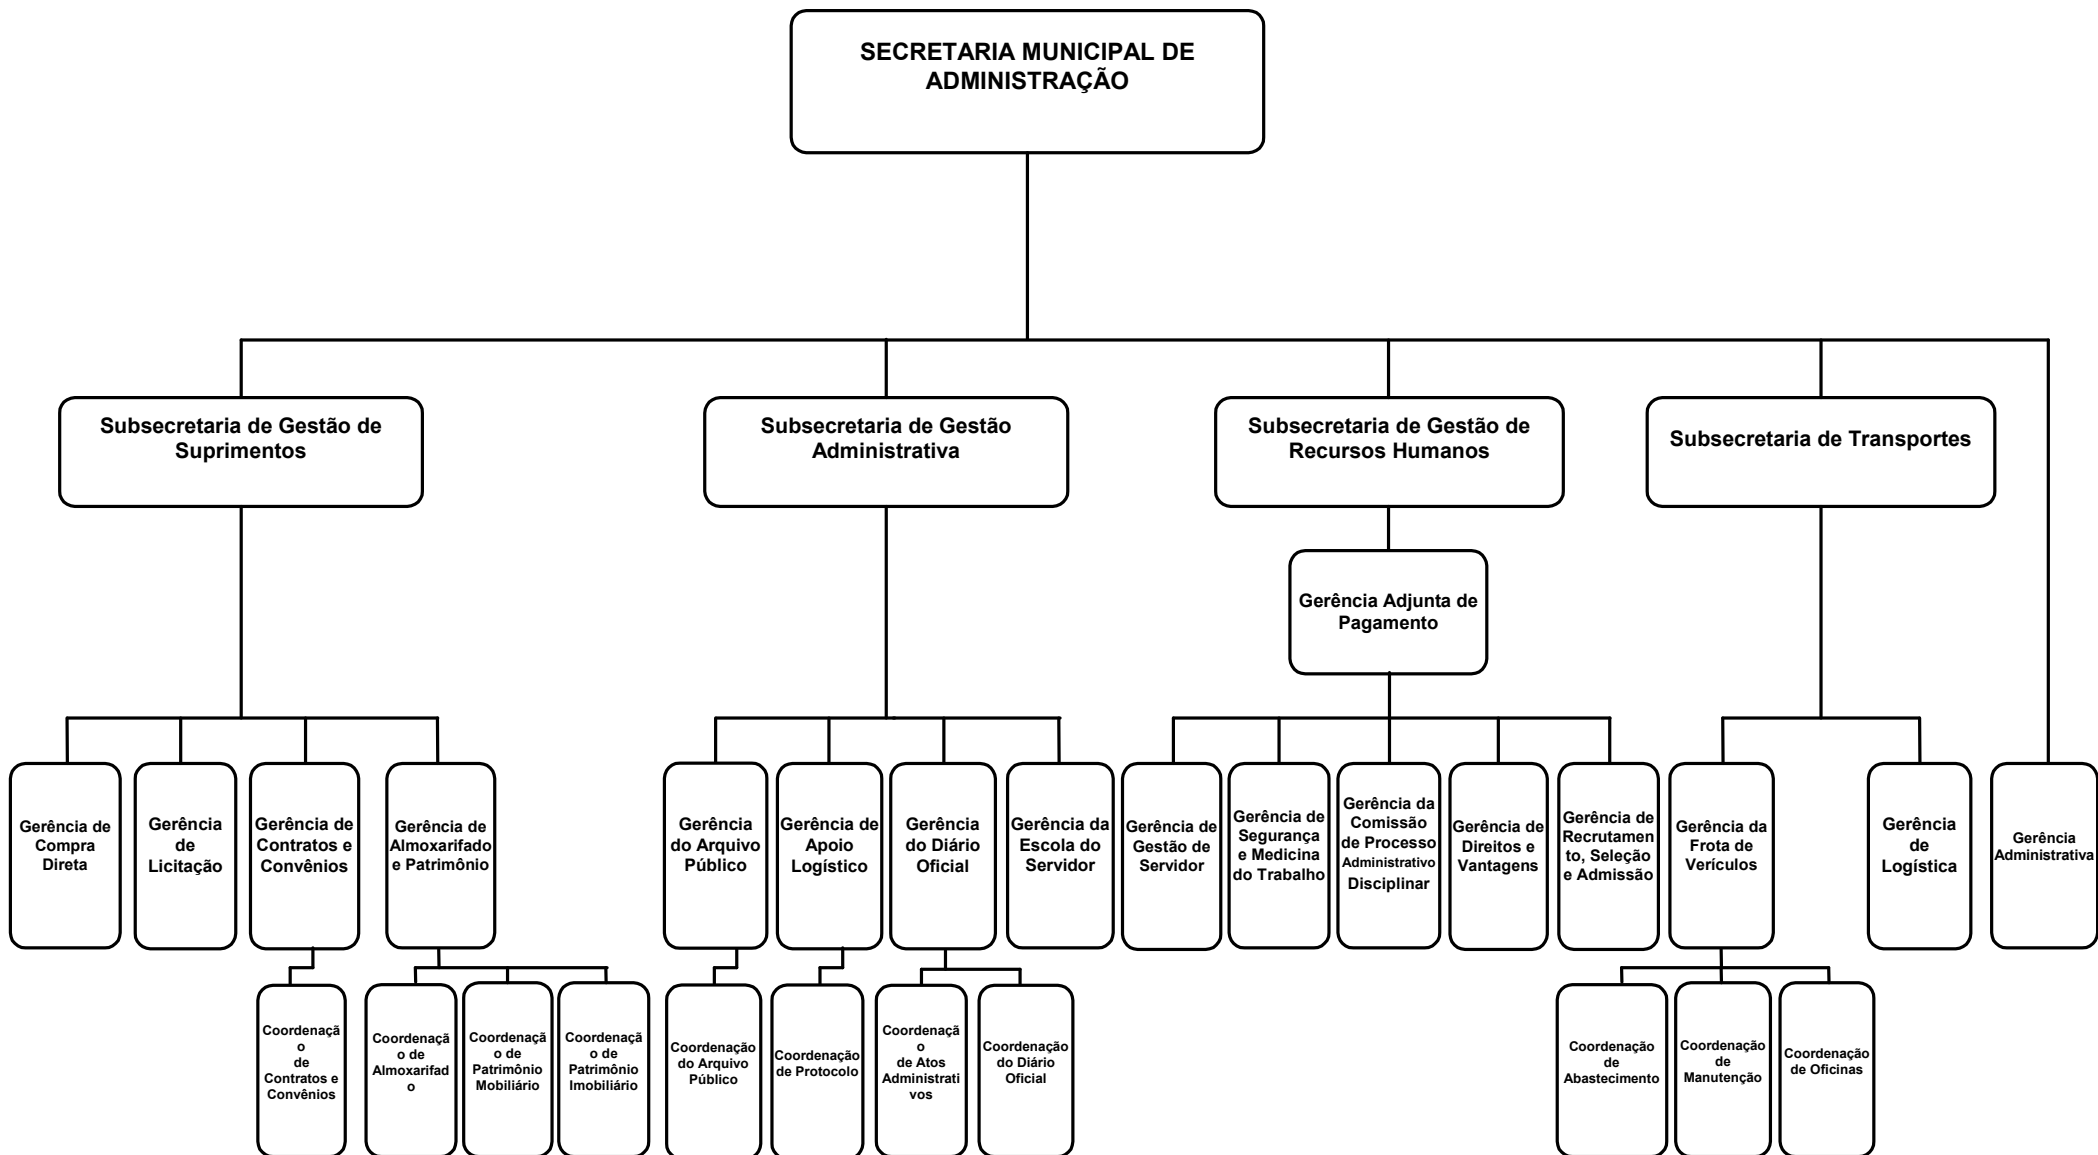 SECRETARIA MUNICIPAL DE
ADMINISTRAÇÃO
Subsecretaria de Gestão de
Suprimentos
Subsecretaria de Gestão
Administrativa
Subsecretaria de Gestão de
Recursos Humanos
Subsecretaria de Transportes
Gerência Adjunta de
Pagamento
Gerência de
Compra
Direta
Gerência
de
Licitação
Gerência de
Contratos e
Convênios
Gerência de
Almoxarifado
e Patrimônio
Gerência
do Arquivo
Público
Gerência de
Apoio
Logístico
Gerência
do Diário
Oficial
Gerência da
Escola do
Servidor
Gerência de
Gestão de
Servidor
Gerência de
Segurança
e Medicina
do Trabalho
Gerência da
Comissão
de Processo
Administrativo
Disciplinar
Gerência de
Direitos e
Vantagens
Gerência de
Recrutamen
to, Seleção
e Admissão
Gerência da
Frota de
Verículos
Gerência
de
Logística
Gerência
Administrativa
Coordenaçã
o
de
Contratos e
Convênios
Coordenaçã
o de
Almoxarifad
o
Coordenaçã
o de
Patrimônio
Mobiliário
Coordenaçã
o de
Patrimônio
Imobiliário
Coordenação
do Arquivo
Público
Coordenação
de Protocolo
Coordenaçã
o
de Atos
Administrati
vos
Coordenação
do Diário
Oficial
Coordenação
de
Abastecimento
Coordenação
de
Manutenção
Coordenação
de Oficinas